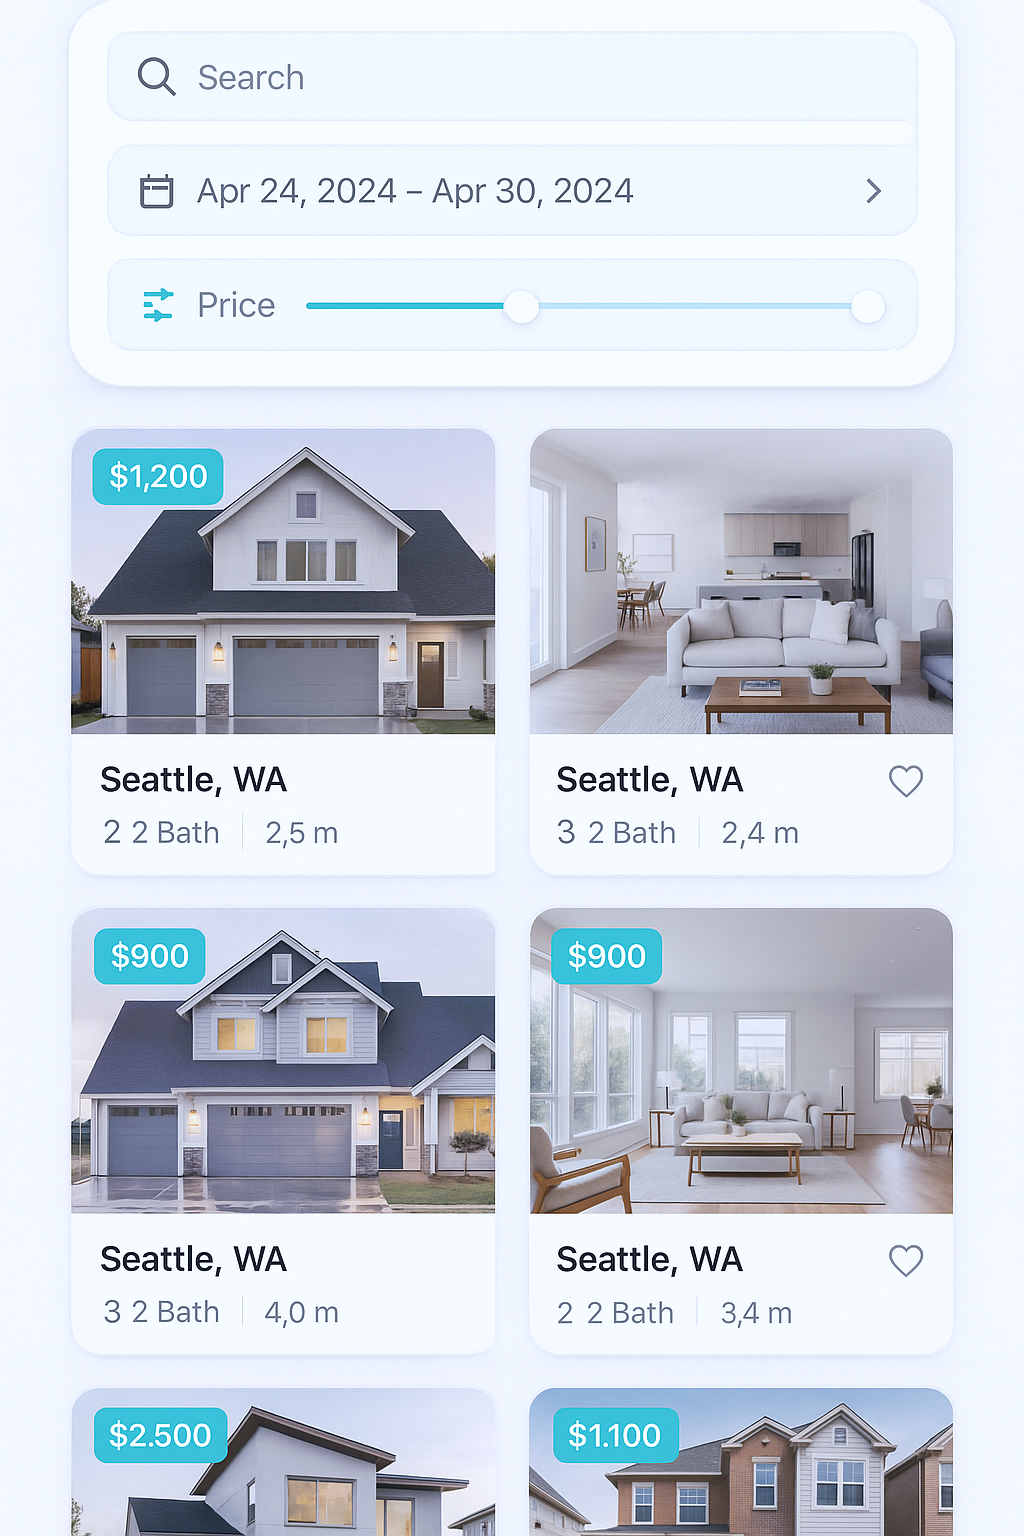 Search
Apr 24, 2024 – Apr 30, 2024
Price
$1,200
Seattle, WA
2 2 Bath 2,5 m
Seattle, WA
3 2 Bath 2,4 m
$900
Seattle, WA
3 2 Bath 4,0 m
$900
Seattle, WA
2 2 Bath 3,4 m
$2.500
$1.100